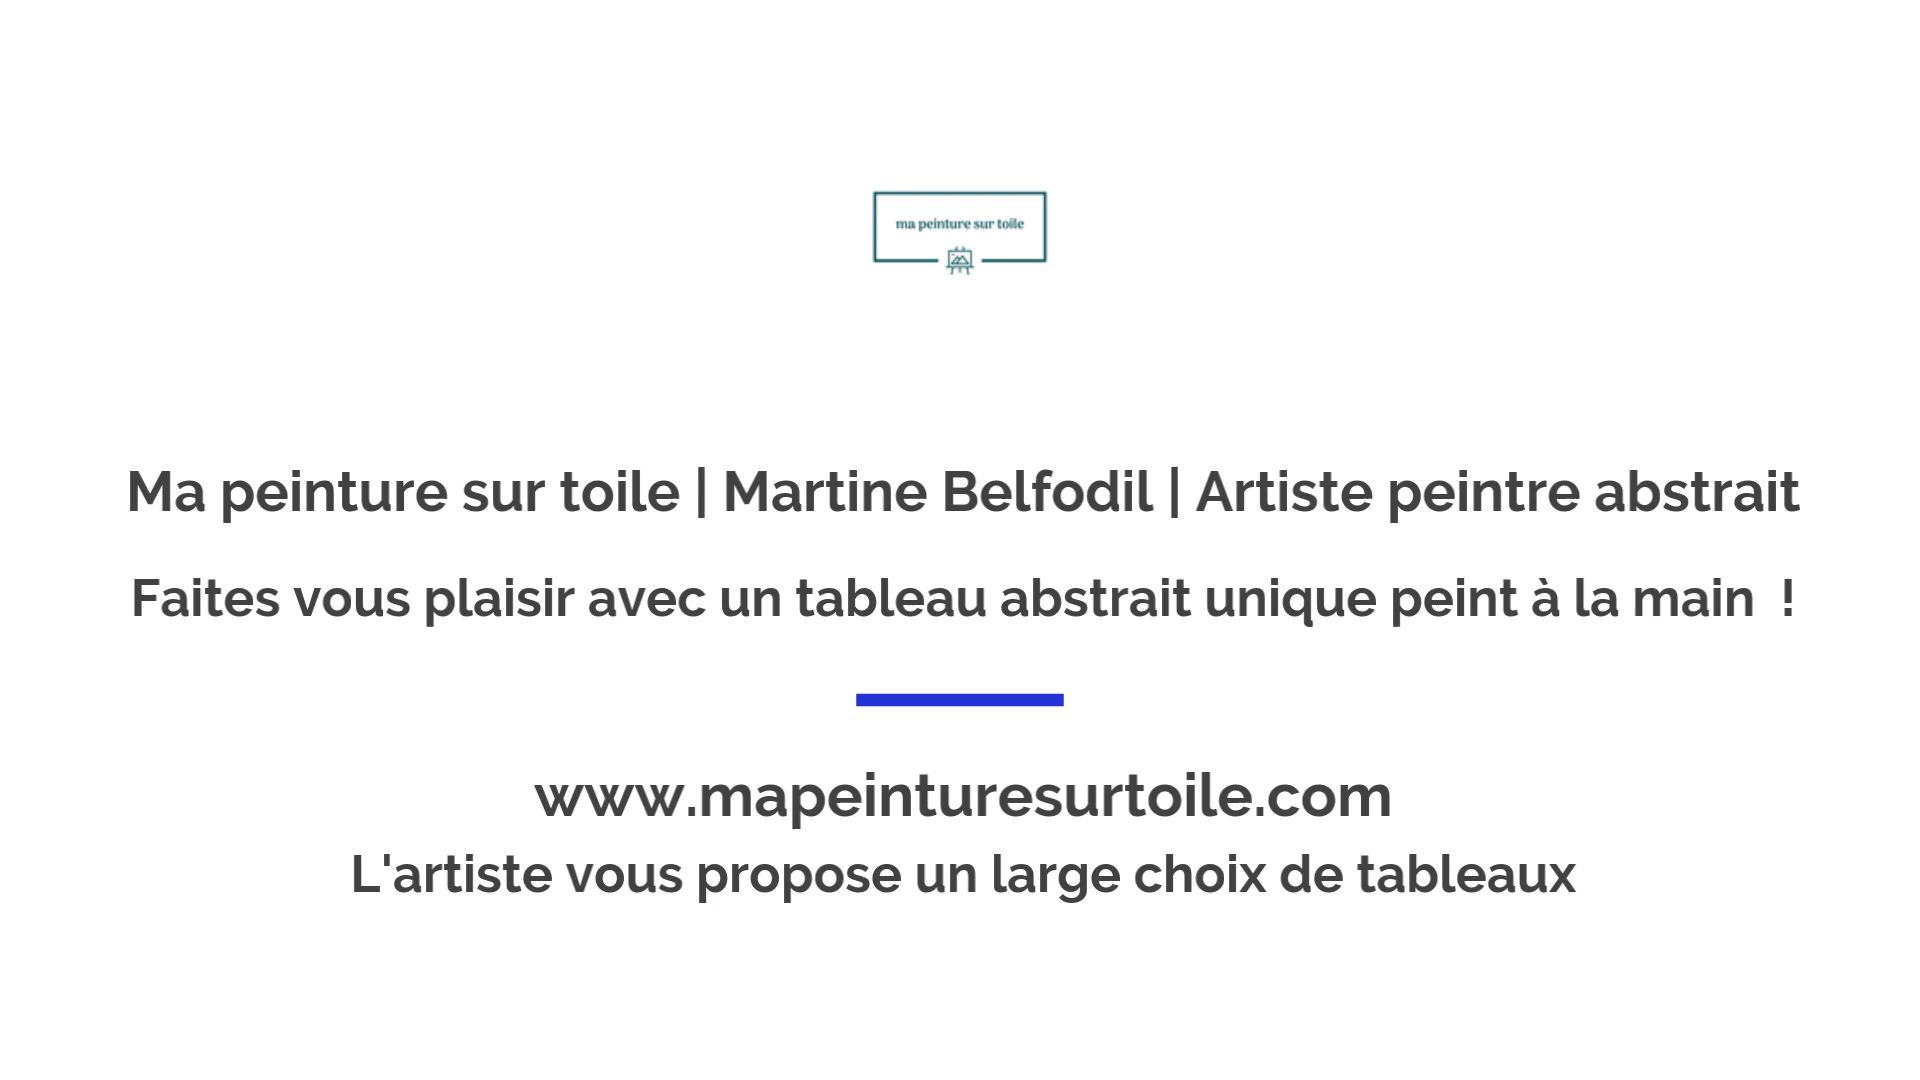 ma peinture sur toile
Ma peinture sur toile | Martine Belfodil | Artiste peintre abstrait
Faites vous plaisir avec un tableau abstrait unique peint à la main !
www.mapeinturesurtoile.com
L'artiste vous propose un large choix de tableaux